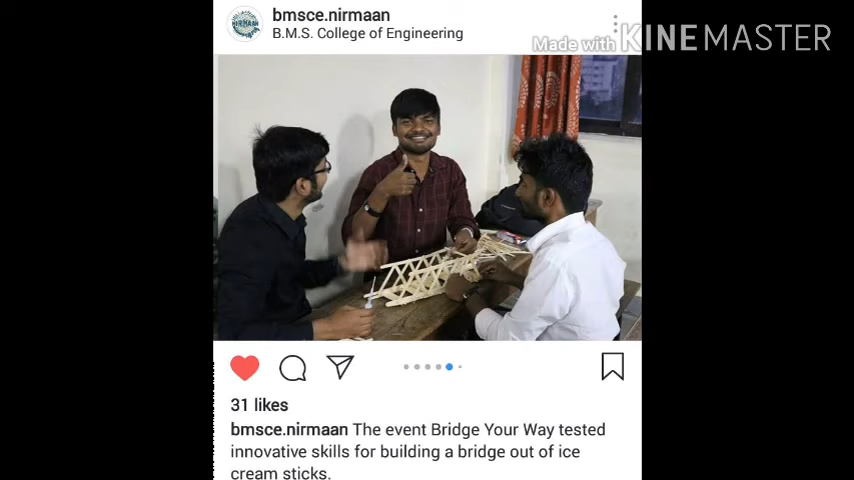 bmsce.nirmaan
B.M.S. College of Engineering
Made with KINEMASTER
31 likes
bmsce.nirmaan The event Bridge Your Way tested
innovative skills for building a bridge out of ice
cream sticks.